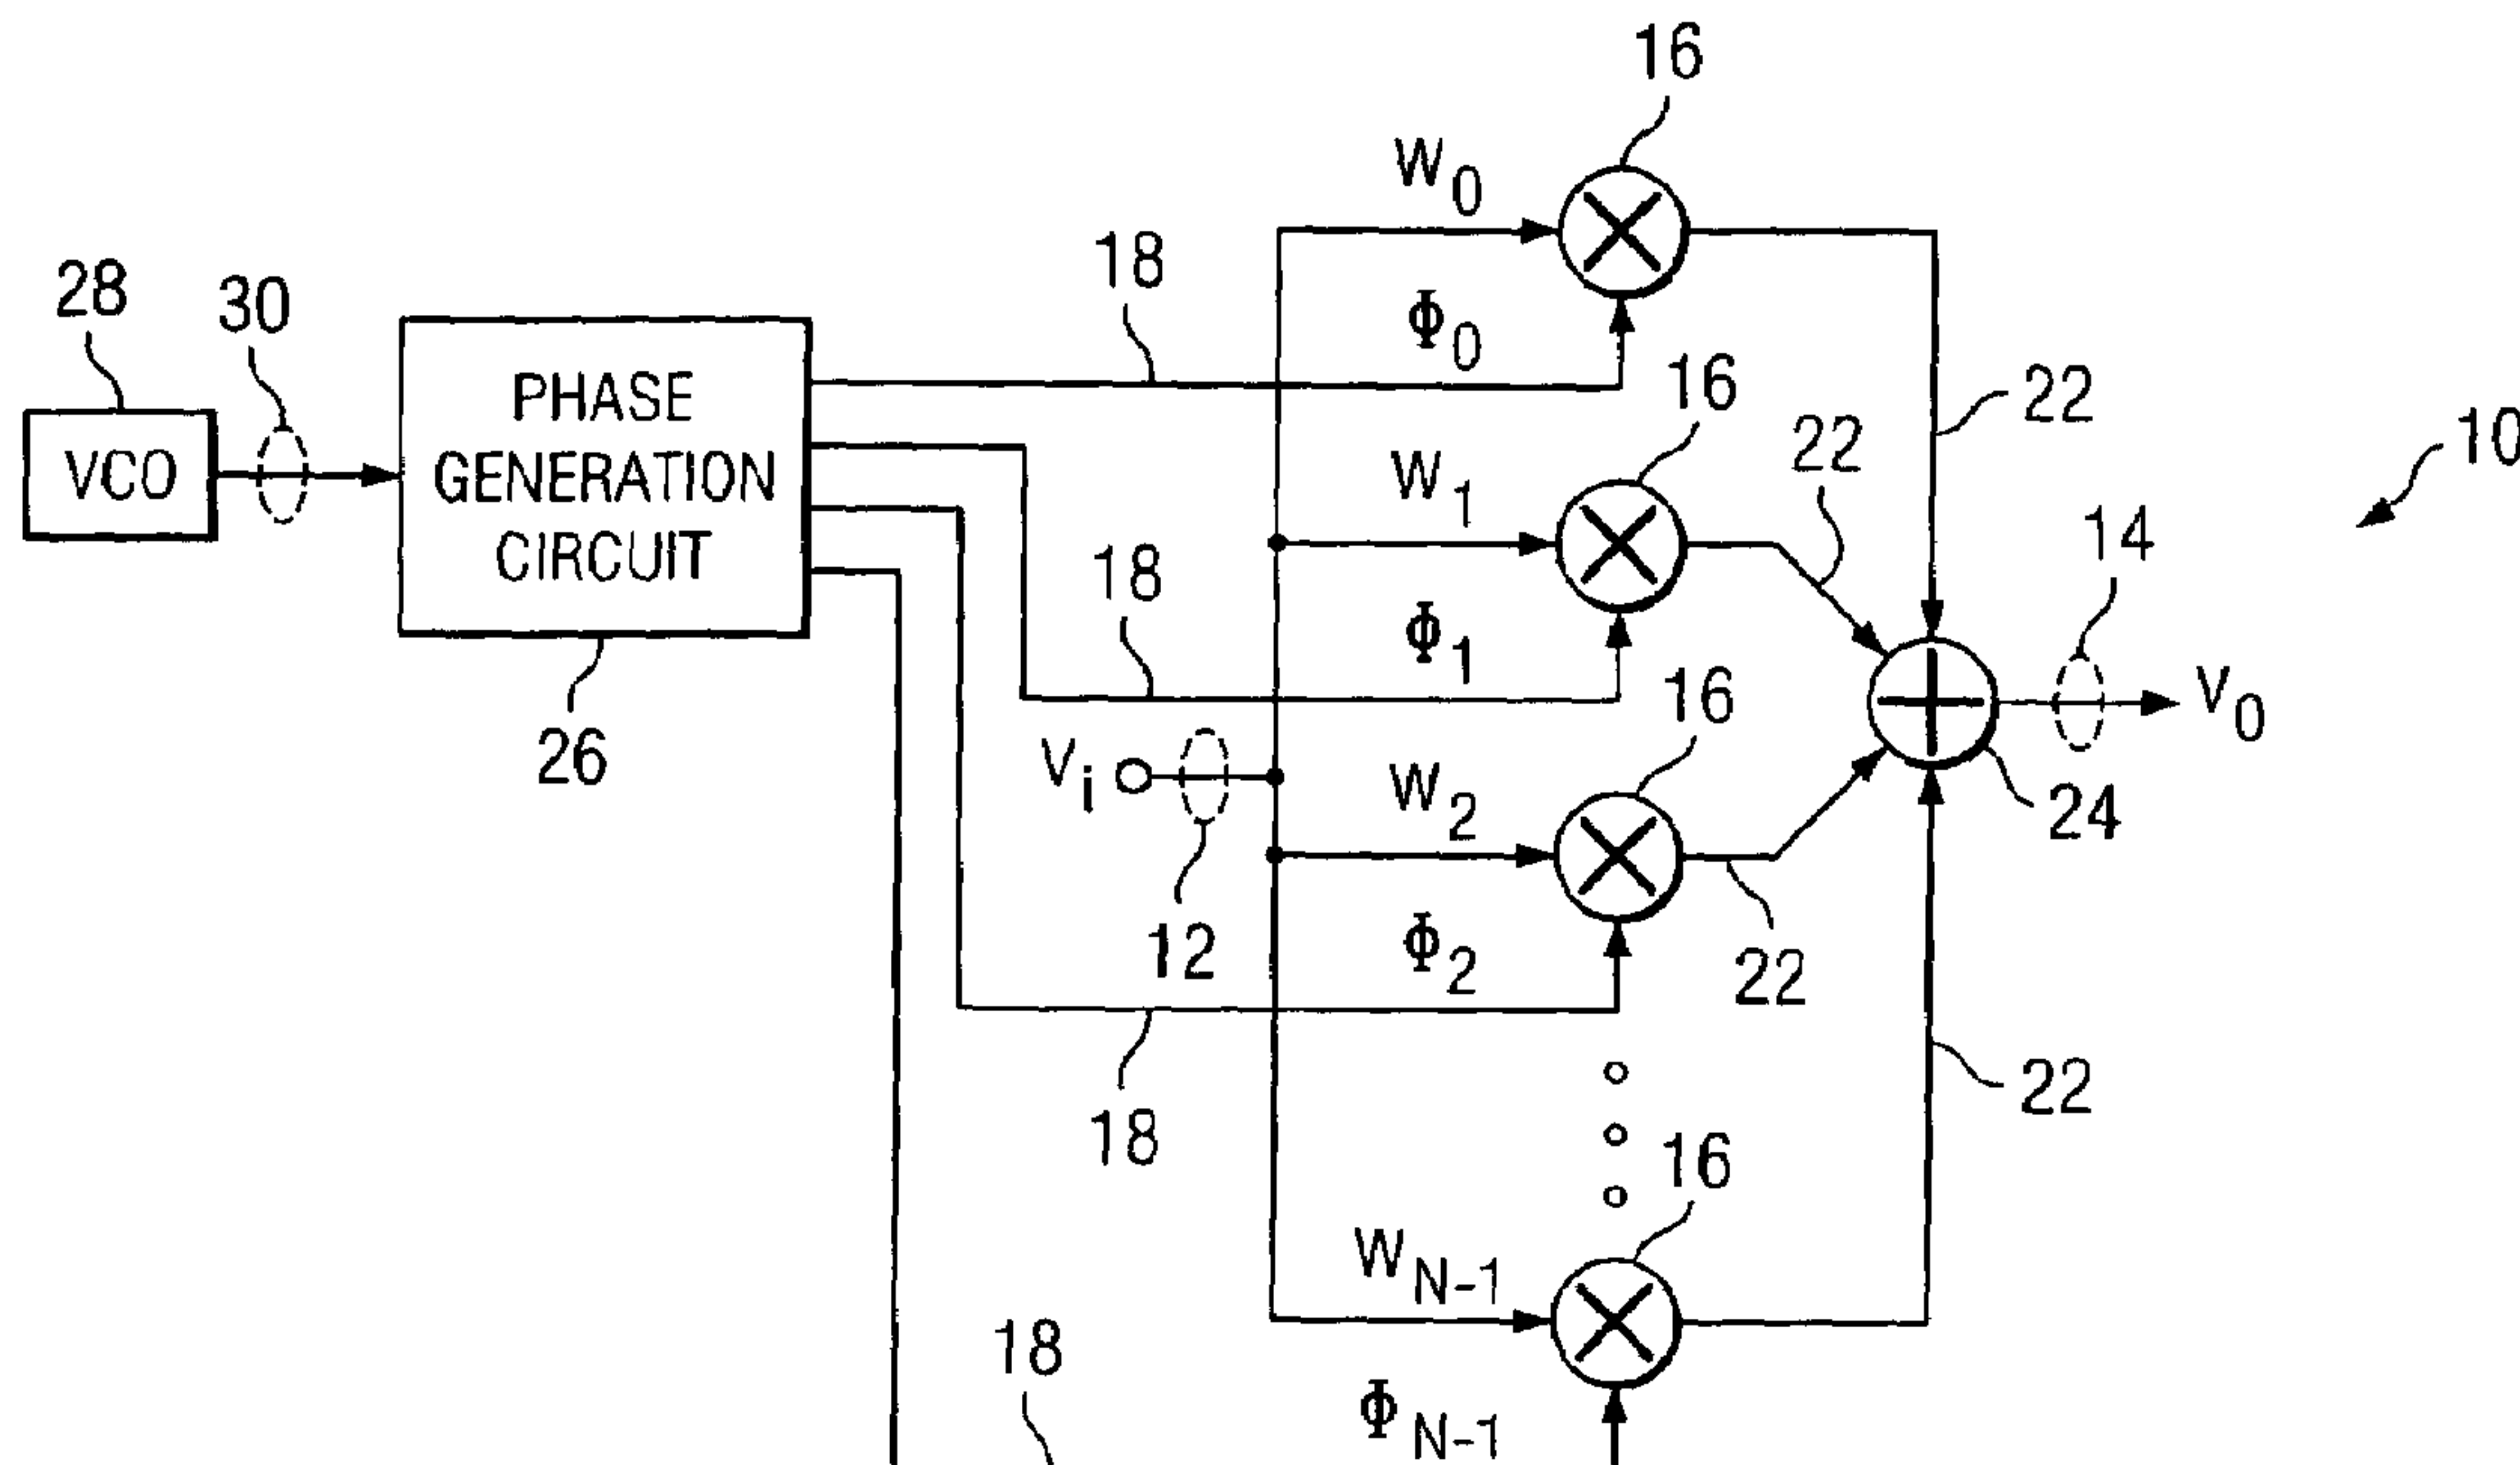 16
W0
18
28
30
Φ0
16
22
PHASE
GENERATION
CIRCUIT
VCO
22
10
W1
14
18
Φ1
16
26
Vi
V0
W2
24
12
Φ2
22
18
22
16
WN-1
18
ΦN-1